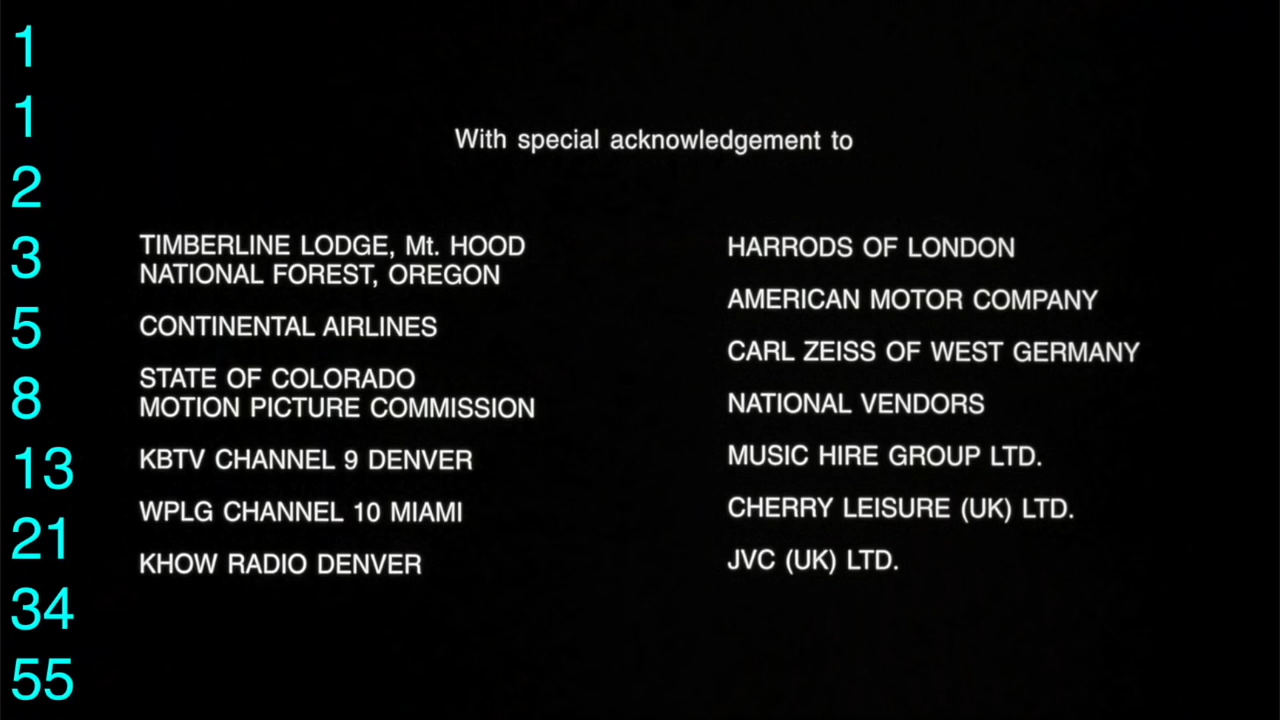 1
1
2
3
5
8
13
21
34
55
With special acknowledgement to
TIMBERLINE LODGE, Mt. HOOD
NATIONAL FOREST, OREGON
CONTINENTAL AIRLINES
STATE OF COLORADO
MOTION PICTURE COMMISSION
KBTV CHANNEL 9 DENVER
WPLG CHANNEL 10 MIAMI
KHOW RADIO DENVER
HARRODS OF LONDON
AMERICAN MOTOR COMPANY
CARL ZEISS OF WEST GERMANY
NATIONAL VENDORS
MUSIC HIRE GROUP LTD.
CHERRY LEISURE (UK) LTD.
JVC (UK) LTD.